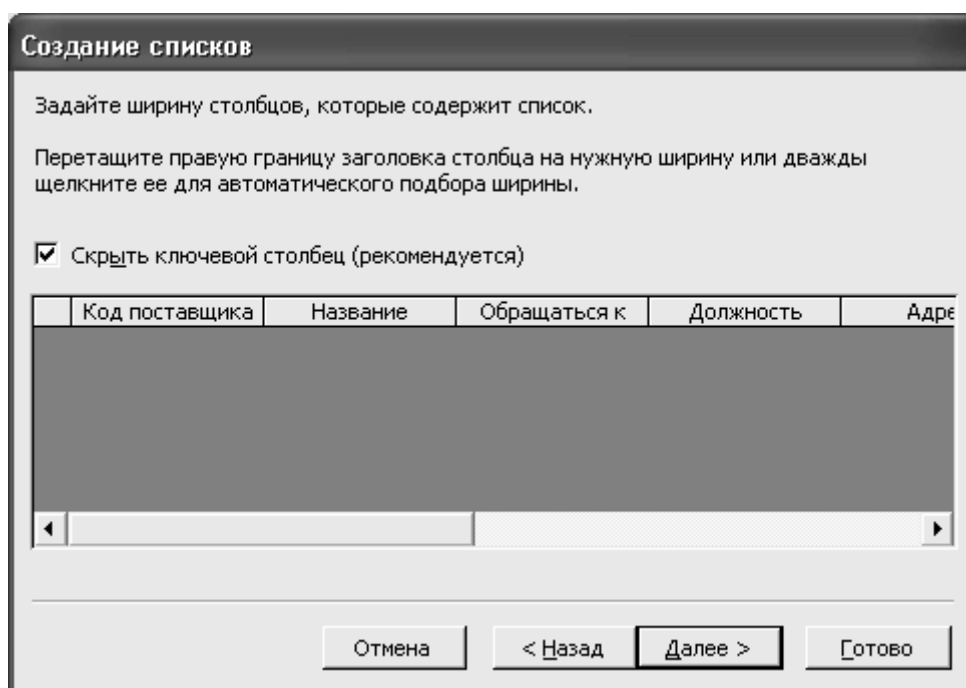 Создание списков
Задайте ширину столбцов, которые содержит список.
Перетащите правую границу заголовка столбца на нужную ширину или дважды
щелкните ее для автоматического подбора ширины.
Скрыть ключевой столбец (рекомендуется)
Код поставщика Название Обращаться к Должность Адре
Отмена < Назад Далее > Готово